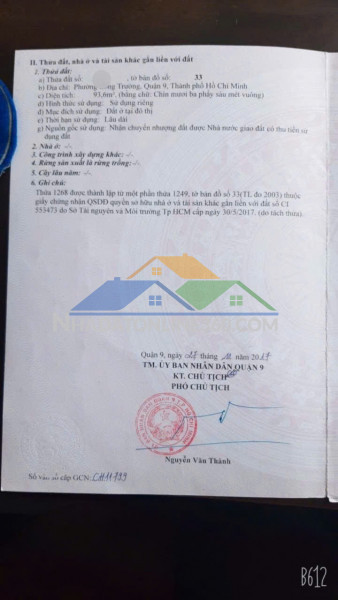 II. Thửa đất, nhà ở và tài sản khác gắn liền với đất
1. Thửa đất:
a) Thửa đất số: , tờ bản đồ số: 33
b) Địa chỉ: Phường Trường, Quận 9, Thành phố Hồ Chí Minh
c) Diện tích: 93,6m², (bằng chữ: Chín mươi ba phẩy sáu mét vuông)
d) Hình thức sử dụng: Sử dụng riêng
đ) Mục đích sử dụng: Đất ở tại đô thị
e) Thời hạn sử dụng: Lâu dài
g) Nguồn gốc sử dụng: Nhận chuyển nhượng đất được Nhà nước giao đất có thu tiền sử
dụng đất
2. Nhà ở: -/-
3. Công trình xây dựng khác: -/-
4. Rừng sản xuất là rừng trồng: -/-
5. Cây lâu năm: -/-
6. Ghi chú:
Thửa 1268 được thành lập từ một phần thửa 1249, tờ bản đồ số 33(TL đo 2003) thuộc
giấy chứng nhận QSDĐ quyền sở hữu nhà ở và tài sản khác gắn liền với đất số CI
553473 do Sở Tài nguyên và Môi trường Tp HCM cấp ngày 30/5/2017. (do tách thửa).
Quận 9, ngày 28 tháng năm 2017
TM. ỦY BAN NHÂN DÂN QUẬN 9
KT. CHỦ TỊCH
PHÓ CHỦ TỊCH
Nguyễn Văn Thành
Số vào sổ cấp GCN: CH11799
B612